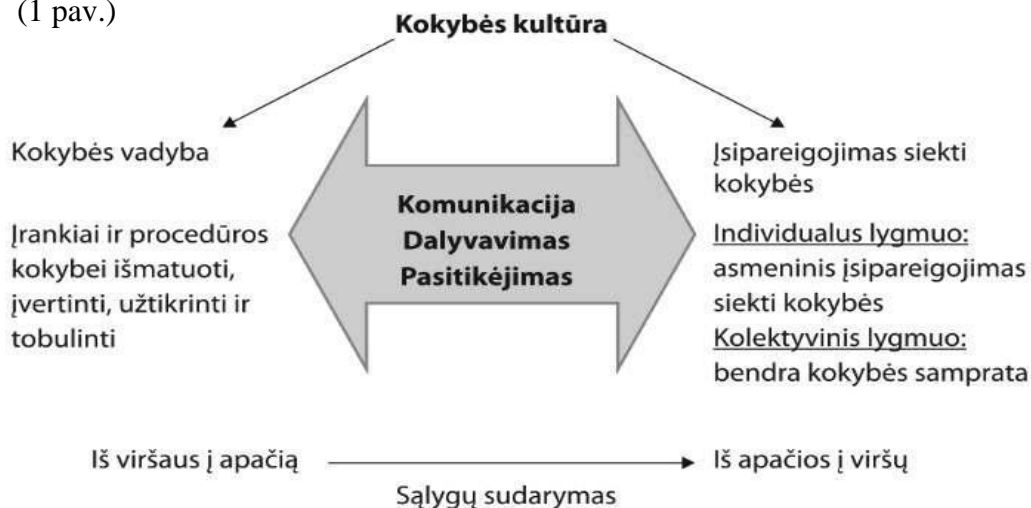 (1 pav.)
Kokybės kultūra
Kokybės vadyba
Įrankiai ir procedūros
kokybei išmatuoti,
įvertinti, užtikrinti ir
tobulinti
Komunikacija
Dalyvavimas
Pasitikėjimas
Įsipareigojimas siekti
kokybės
Individualus lygmuo:
asmeninis įsipareigojimas
siekti kokybės
Kolektyvinis lygmuo:
bendra kokybės samprata
Iš viršaus į apačią
Sąlygų sudarymas
Iš apačios į viršų